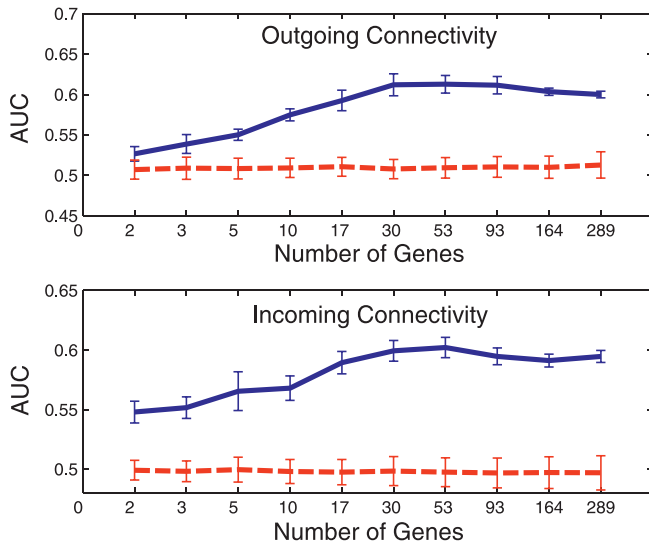 0.7
Outgoing Connectivity
0.6
AUC
0.55
0.5
0.45
0 2 3 5 10 17 30 53 93 164 289
Number of Genes
0.65
Incoming Connectivity
0.6
AUC
0.55
0.5
0 2 3 5 10 17 30 53 93 164 289
Number of Genes